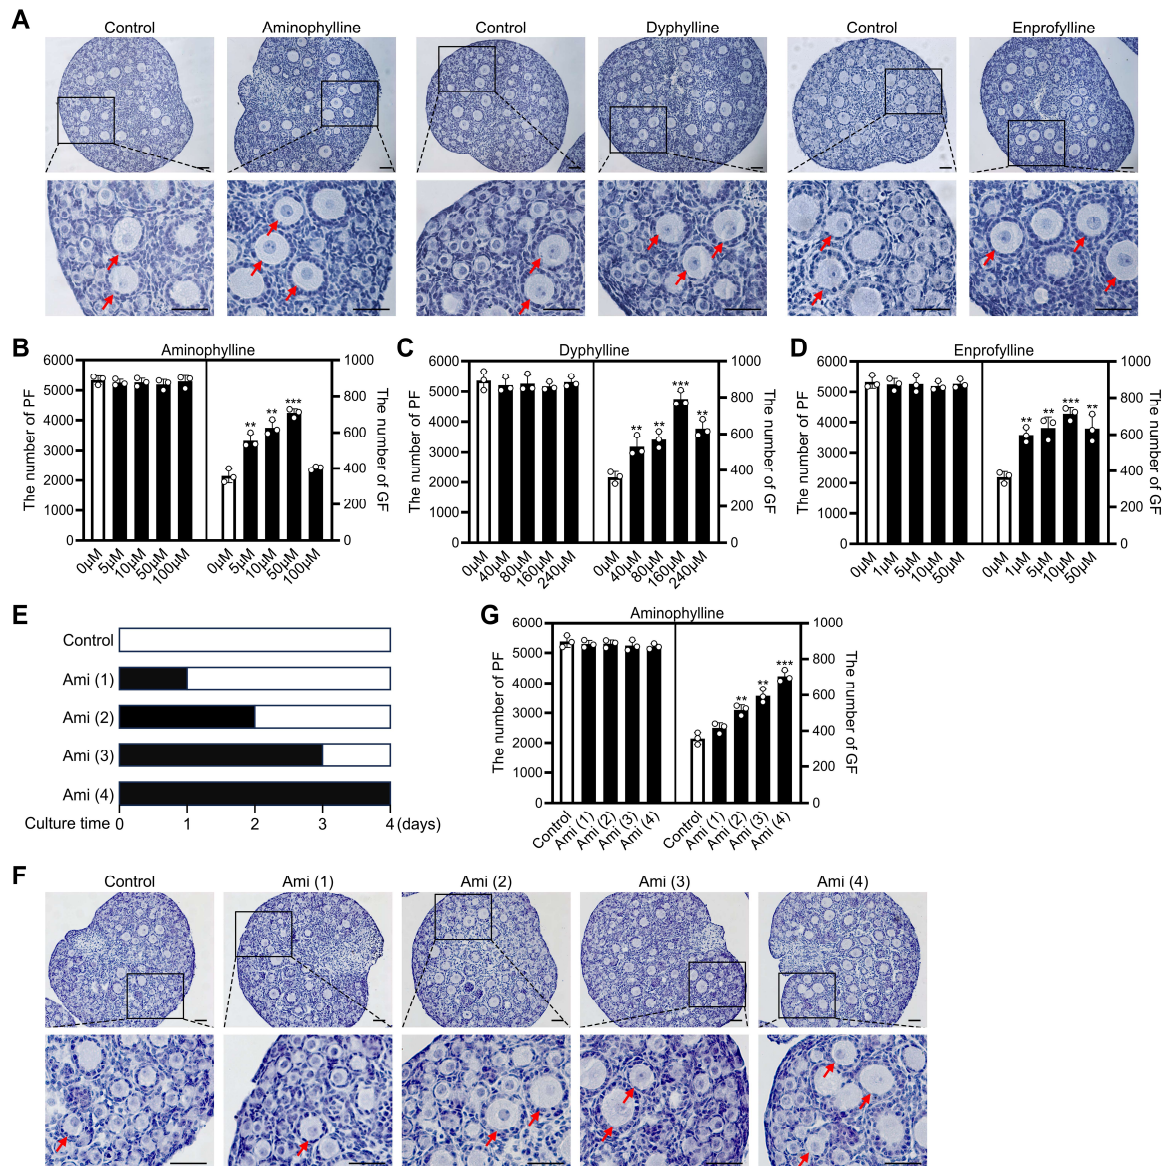 A
Control
Aminophylline
Control
Dyphylline
Control
Enprofylline
B
Aminophylline
The number of PF
6000
5000
4000
3000
2000
1000
0
1000
800
600
400
200
0
The number of GF
** ** ***
0μM 5μM 10μM 50μM 100μM
0μM 5μM 10μM 50μM 100μM
C
Dyphylline
The number of PF
6000
5000
4000
3000
2000
1000
0
1000
800
600
400
200
0
The number of GF
** ** *** **
0μM 40μM 80μM 160μM 240μM
0μM 40μM 80μM 160μM 240μM
D
Enprofylline
The number of PF
6000
5000
4000
3000
2000
1000
0
1000
800
600
400
200
0
The number of GF
** ** *** **
0μM 1μM 5μM 10μM 50μM
0μM 1μM 5μM 10μM 50μM
E
Control
Ami (1)
Ami (2)
Ami (3)
Ami (4)
Culture time 0 1 2 3 4 (days)
G
Aminophylline
The number of PF
6000
5000
4000
3000
2000
1000
0
1000
800
600
400
200
0
The number of GF
** ** ***
Control Ami (1) Ami (2) Ami (3) Ami (4)
Control Ami (1) Ami (2) Ami (3) Ami (4)
F
Control
Ami (1)
Ami (2)
Ami (3)
Ami (4)